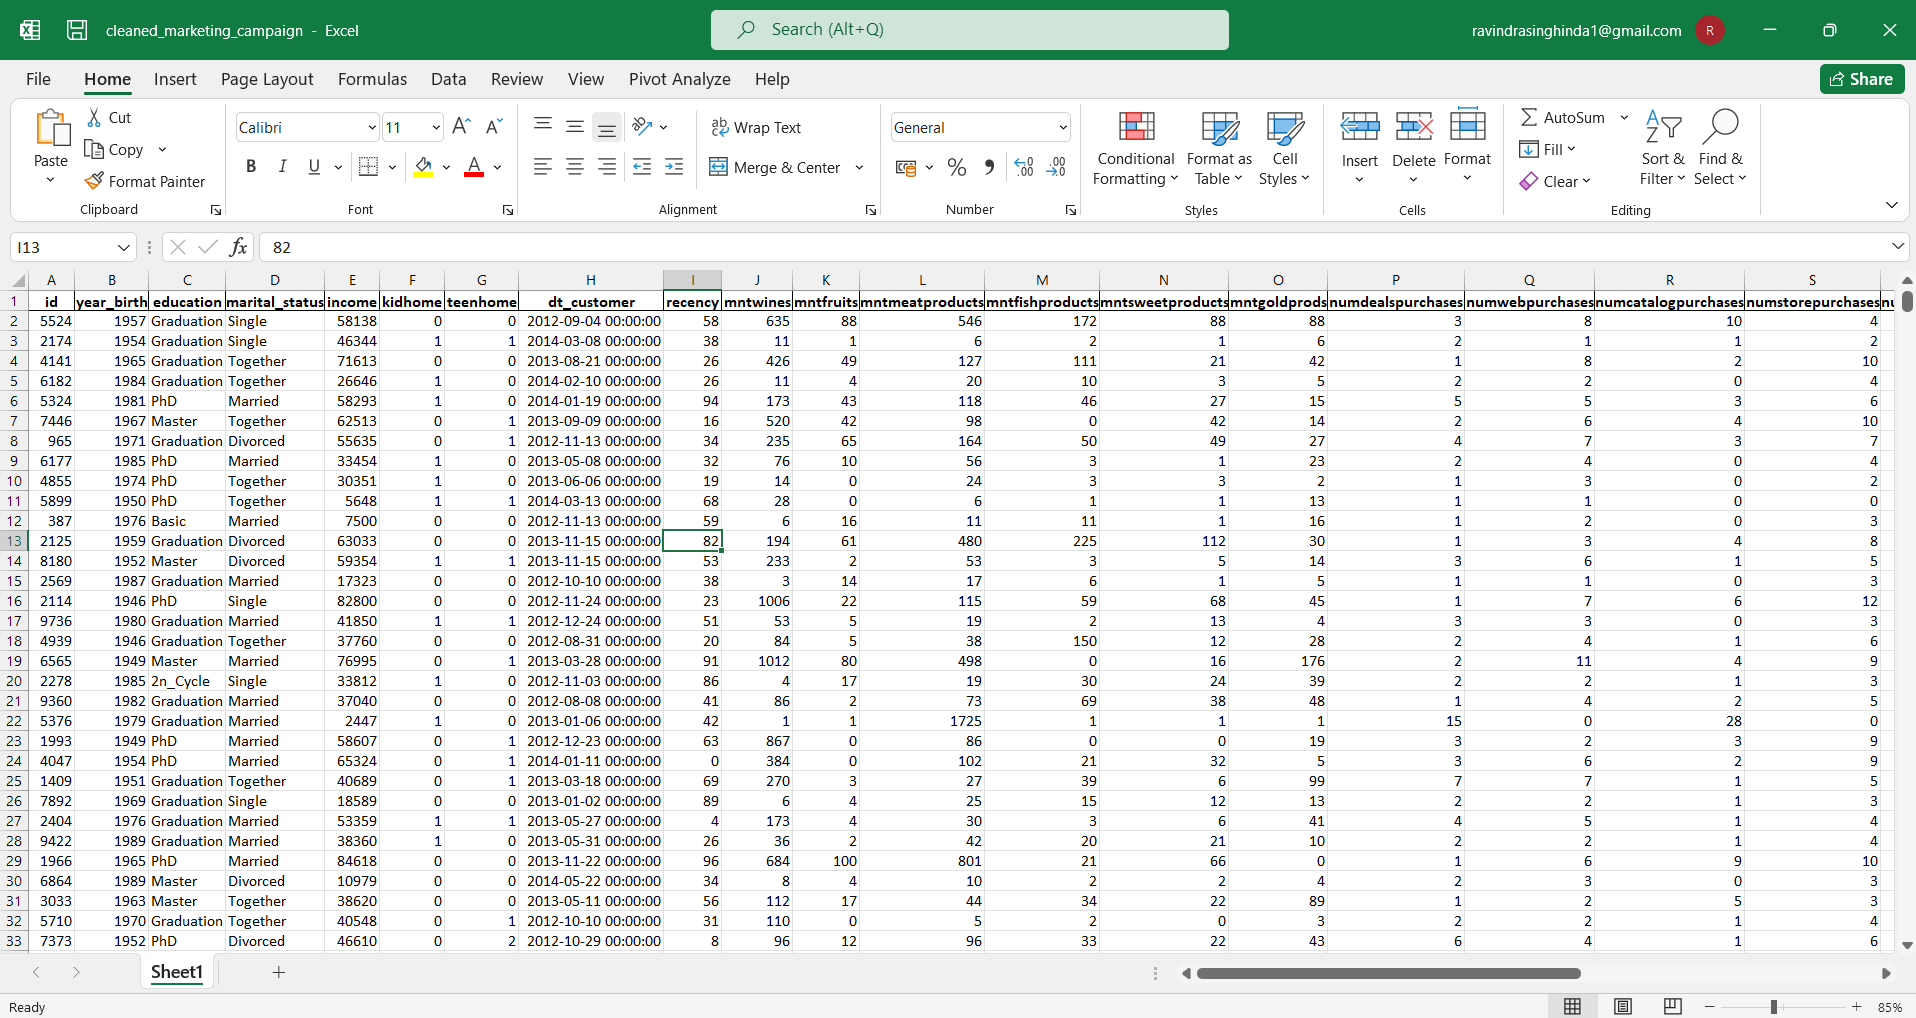 cleaned_marketing_campaign - Excel
Search (Alt+Q)
ravindrasinghinda1@gmail.com R
File Home Insert Page Layout Formulas Data Review View Pivot Analyze Help Share
Paste Cut Copy Format Painter Clipboard
Calibri 11 A A B I U A Font
ab Wrap Text Merge & Center Alignment
General % Number
Conditional Formatting Format as Table Cell Styles Styles
Insert Delete Format Cells
AutoSum Fill Clear Sort & Filter Find & Select Editing
I13 fx 82
A B C D E F G H I J K L M N O P Q R S
1 id year_birth education marital_status income kidhome teenhome dt_customer recency mntwines mntfruits mntmeatproducts mntfishproducts mntsweetproducts mntgoldprods numdealspurchases numwebpurchases numcatalogpurchases numstorepurchases
2 5524 1957 Graduation Single 58138 0 0 2012-09-04 00:00:00 58 635 88 546 172 88 88 3 8 10 4
3 2174 1954 Graduation Single 46344 1 1 2014-03-08 00:00:00 38 11 1 6 2 1 6 2 1 1 2
4 4141 1965 Graduation Together 71613 0 0 2013-08-21 00:00:00 26 426 49 127 111 21 42 1 8 2 10
5 6182 1984 Graduation Together 26646 1 0 2014-02-10 00:00:00 26 11 4 20 10 3 5 2 2 0 4
6 5324 1981 PhD Married 58293 1 0 2014-01-19 00:00:00 94 173 43 118 46 27 15 5 5 3 6
7 7446 1967 Master Together 62513 0 1 2013-09-09 00:00:00 16 520 42 98 0 42 14 2 6 4 10
8 965 1971 Graduation Divorced 55635 0 1 2012-11-13 00:00:00 34 235 65 164 50 49 27 4 7 3 7
9 6177 1985 PhD Married 33454 1 0 2013-05-08 00:00:00 32 76 10 56 3 1 23 2 4 0 4
10 4855 1974 PhD Together 30351 1 0 2013-06-06 00:00:00 19 14 0 24 3 3 2 1 3 0 2
11 5899 1950 PhD Together 5648 1 1 2014-03-13 00:00:00 68 28 0 6 1 1 13 1 1 0 0
12 387 1976 Basic Married 7500 0 0 2012-11-13 00:00:00 59 6 16 11 11 1 16 1 2 0 3
13 2125 1959 Graduation Divorced 63033 0 0 2013-11-15 00:00:00 82 194 61 480 225 112 30 1 3 4 8
14 8180 1952 Master Divorced 59354 1 1 2013-11-15 00:00:00 53 233 2 53 3 5 14 3 6 1 5
15 2569 1987 Graduation Married 17323 0 0 2012-10-10 00:00:00 38 3 14 17 6 1 5 1 1 0 3
16 2114 1946 PhD Single 82800 0 0 2012-11-24 00:00:00 23 1006 22 115 59 68 45 1 7 6 12
17 9736 1980 Graduation Married 41850 1 1 2012-12-24 00:00:00 51 53 5 19 2 13 4 3 3 0 3
18 4939 1946 Graduation Together 37760 0 0 2012-08-31 00:00:00 20 84 5 38 150 12 28 2 4 1 6
19 6565 1949 Master Married 76995 0 1 2013-03-28 00:00:00 91 1012 80 498 0 16 176 2 11 4 9
20 2278 1985 2n_Cycle Single 33812 1 0 2012-11-03 00:00:00 86 4 17 19 30 24 39 2 2 1 3
21 9360 1982 Graduation Married 37040 0 0 2012-08-08 00:00:00 41 86 2 73 69 38 48 1 4 2 5
22 5376 1979 Graduation Married 2447 1 0 2013-01-06 00:00:00 42 1 1 1725 1 1 1 15 0 28 0
23 1993 1949 PhD Married 58607 0 1 2012-12-23 00:00:00 63 867 0 86 0 0 19 3 2 3 9
24 4047 1954 PhD Married 65324 0 1 2014-01-11 00:00:00 0 384 0 102 21 32 5 3 6 2 9
25 1409 1951 Graduation Together 40689 0 1 2013-03-18 00:00:00 69 270 3 27 39 6 99 7 7 1 5
26 7892 1969 Graduation Single 18589 0 0 2013-01-02 00:00:00 89 6 4 25 15 12 13 2 2 1 3
27 2404 1976 Graduation Married 53359 1 1 2013-05-27 00:00:00 4 173 4 30 3 6 41 4 5 1 4
28 9422 1989 Graduation Married 38360 1 0 2013-05-31 00:00:00 26 36 2 42 20 21 10 2 2 1 4
29 1966 1965 PhD Married 84618 0 0 2013-11-22 00:00:00 96 684 100 801 21 66 0 1 6 9 10
30 6864 1989 Master Divorced 10979 0 0 2014-05-22 00:00:00 34 8 4 10 2 2 4 2 3 0 3
31 3033 1963 Master Together 38620 0 0 2013-05-11 00:00:00 56 112 17 44 34 22 89 1 2 5 3
32 5710 1970 Graduation Together 40548 0 1 2012-10-10 00:00:00 31 110 0 5 2 0 3 2 2 1 4
33 7373 1952 PhD Divorced 46610 0 2 2012-10-29 00:00:00 8 96 12 96 33 22 43 6 4 1 6
Sheet1
Ready 85%